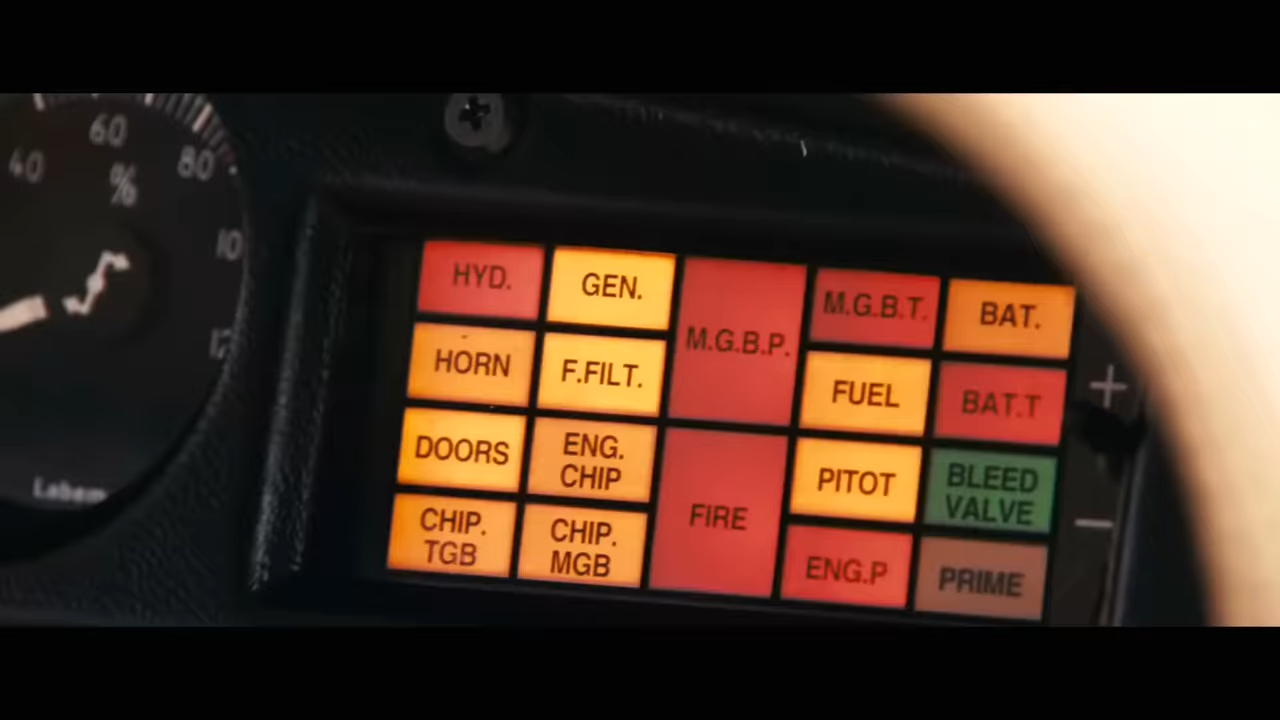 60
40
80
%
10
12
HYD.
GEN.
M.G.B.P.
M.G.B.T.
BAT.
HORN
F.FILT.
FUEL
BAT.T
DOORS
ENG.
CHIP
FIRE
PITOT
BLEED
VALVE
CHIP.
TGB
CHIP.
MGB
ENG.P
PRIME
+
−